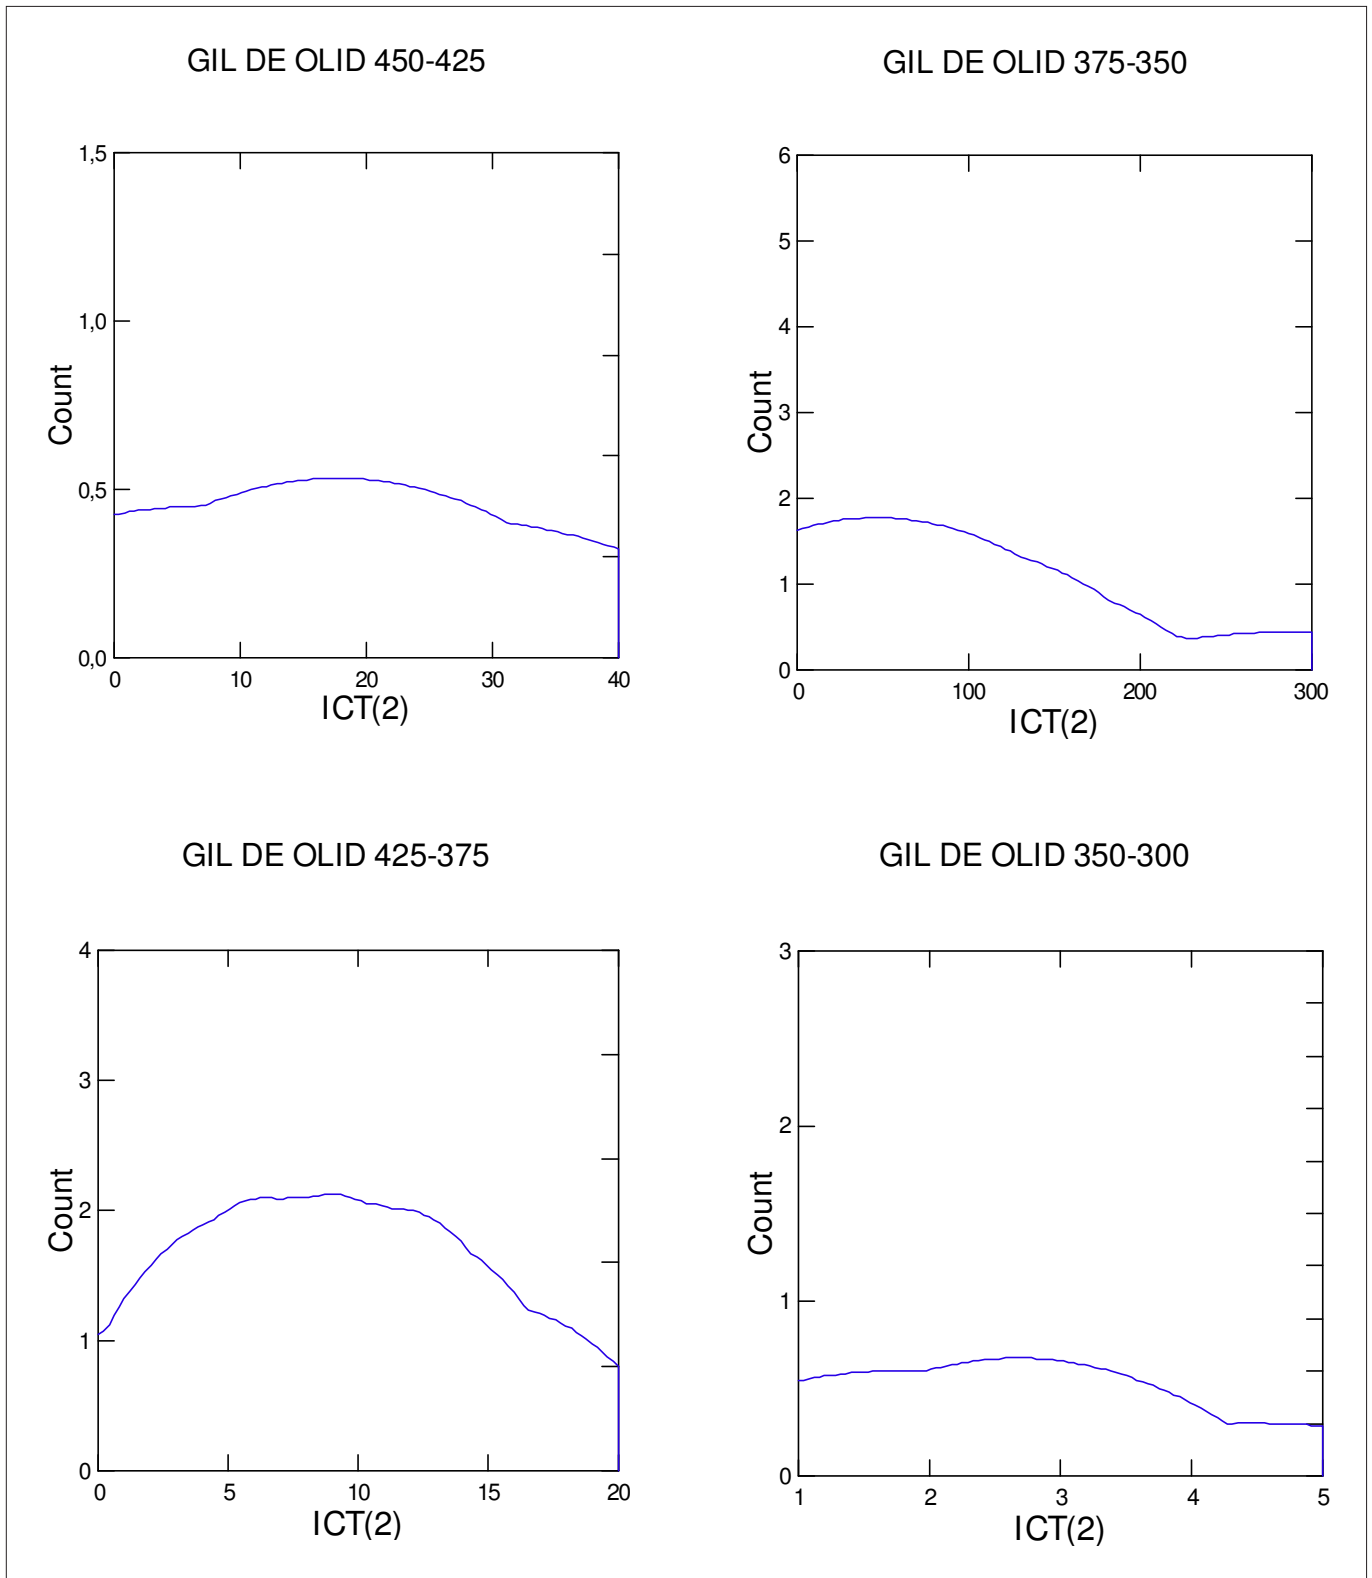 GIL DE OLID 450-425
1,5
1,0
0,5
0,0
Count
0 10 20 30 40
ICT(2)
GIL DE OLID 375-350
6
5
4
3
2
1
0
Count
0 100 200 300
ICT(2)
GIL DE OLID 425-375
4
3
2
1
0
Count
0 5 10 15 20
ICT(2)
GIL DE OLID 350-300
3
2
1
0
Count
1 2 3 4 5
ICT(2)